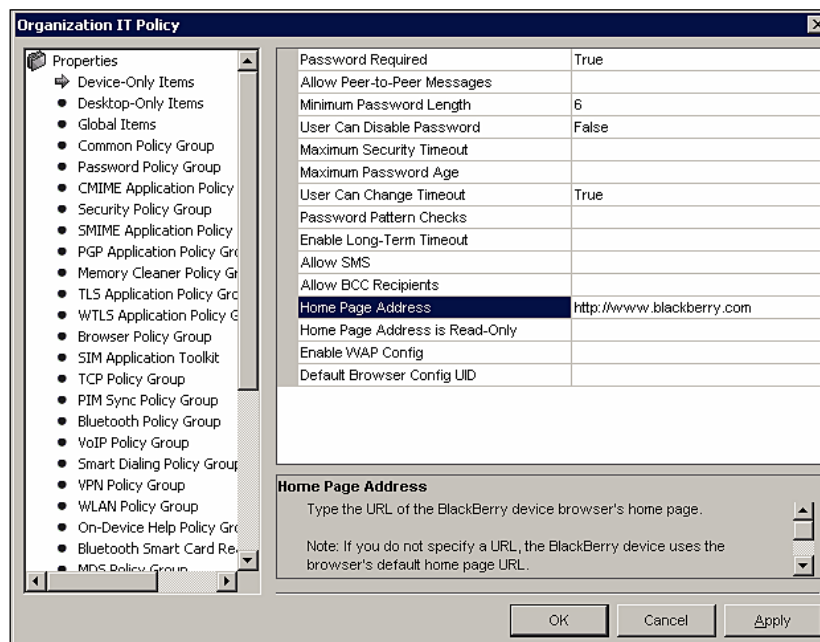 Organization IT Policy
Properties
Device-Only Items
Desktop-Only Items
Global Items
Common Policy Group
Password Policy Group
CMIME Application Policy
Security Policy Group
SMIME Application Policy
PGP Application Policy Gro
Memory Cleaner Policy Gr
TLS Application Policy Gro
WTLS Application Policy G
Browser Policy Group
SIM Application Toolkit
TCP Policy Group
PIM Sync Policy Group
Bluetooth Policy Group
VoIP Policy Group
Smart Dialing Policy Group
VPN Policy Group
WLAN Policy Group
On-Device Help Policy Gro
Bluetooth Smart Card Re
MDS Policy Group
Password Required True
Allow Peer-to-Peer Messages
Minimum Password Length 6
User Can Disable Password False
Maximum Security Timeout
Maximum Password Age
User Can Change Timeout True
Password Pattern Checks
Enable Long-Term Timeout
Allow SMS
Allow BCC Recipients
Home Page Address http://www.blackberry.com
Home Page Address is Read-Only
Enable WAP Config
Default Browser Config UID
Home Page Address
Type the URL of the BlackBerry device browser's home page.
Note: If you do not specify a URL, the BlackBerry device uses the
browser's default home page URL.
OK Cancel Apply